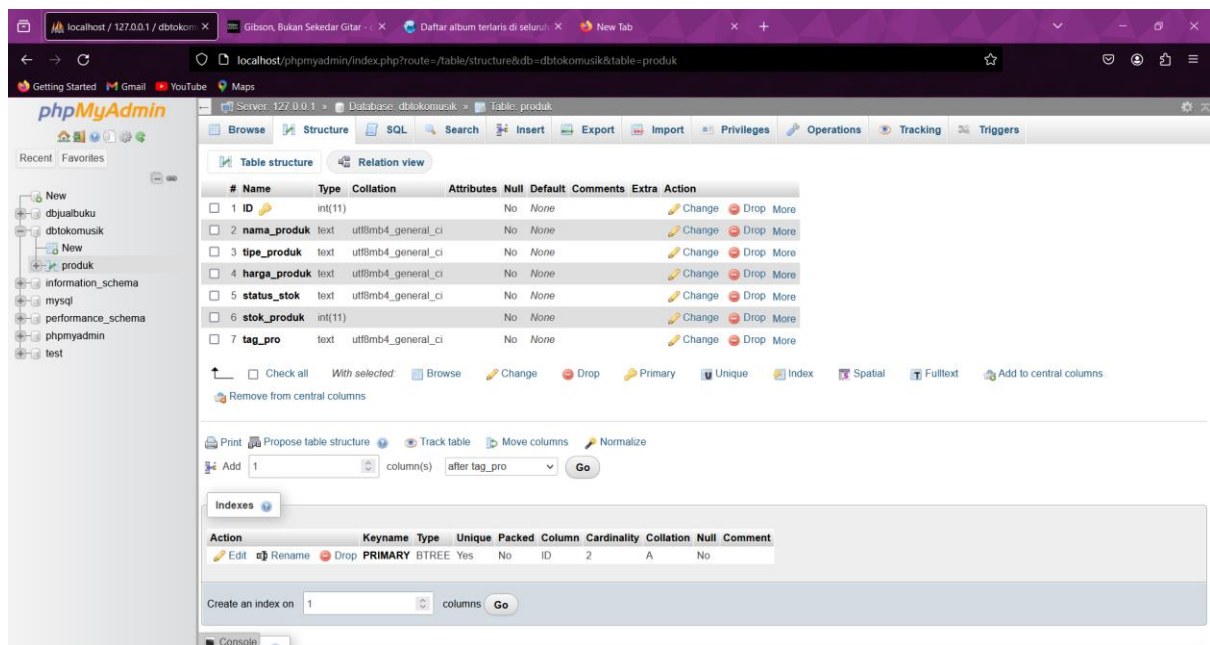 localhost / 127.0.0.1 / dbtokom
Gibson, Bukan Sekedar Gitar - c
Daftar album terlaris di seluruh
New Tab
localhost/phpmyadmin/index.php?route=/table/structure&db=dbtokomusik&table=produk
Getting Started Gmail YouTube Maps
phpMyAdmin
Recent Favorites
New
dbjualbuku
dbtokomusik
New
produk
information_schema
mysql
performance_schema
phpmyadmin
test
Server: 127.0.0.1 » Database: dbtokomusik » Table: produk
Browse Structure SQL Search Insert Export Import Privileges Operations Tracking Triggers
Table structure Relation view
# Name Type Collation Attributes Null Default Comments Extra Action
1 ID int(11) No None Change Drop More
2 nama_produk text utf8mb4_general_ci No None Change Drop More
3 tipe_produk text utf8mb4_general_ci No None Change Drop More
4 harga_produk text utf8mb4_general_ci No None Change Drop More
5 status_stok text utf8mb4_general_ci No None Change Drop More
6 stok_produk int(11) No None Change Drop More
7 tag_pro text utf8mb4_general_ci No None Change Drop More
Check all With selected: Browse Change Drop Primary Unique Index Spatial Fulltext Add to central columns
Remove from central columns
Print Propose table structure Track table Move columns Normalize
Add 1 column(s) after tag_pro Go
Indexes
Action Keyname Type Unique Packed Column Cardinality Collation Null Comment
Edit Rename Drop PRIMARY BTREE Yes No ID 2 A No
Create an index on 1 columns Go
Console